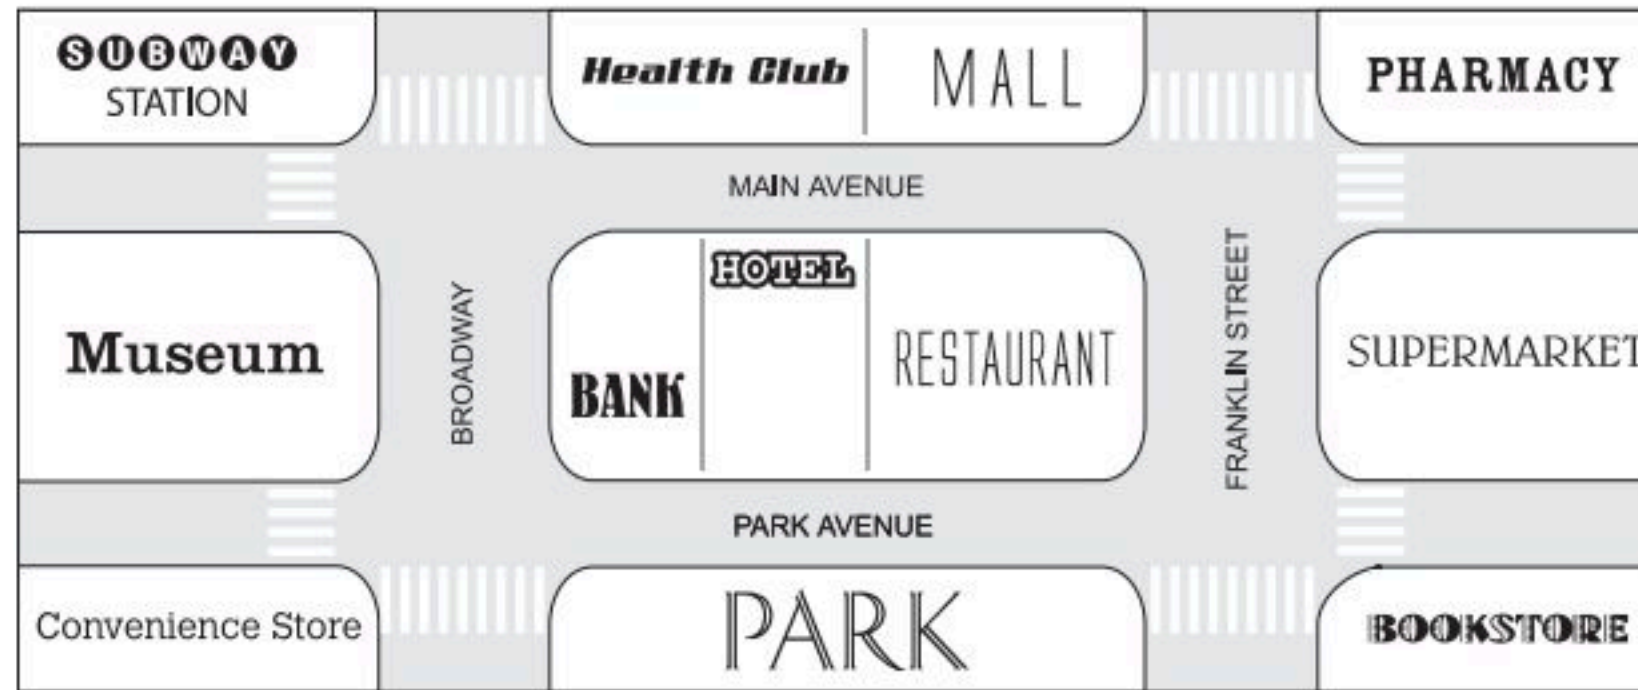 SUBWAY
STATION
Health Club
MALL
PHARMACY
MAIN AVENUE
Museum
BROADWAY
BANK
HOTEL
RESTAURANT
FRANKLIN STREET
SUPERMARKET
PARK AVENUE
Convenience Store
PARK
BOOKSTORE